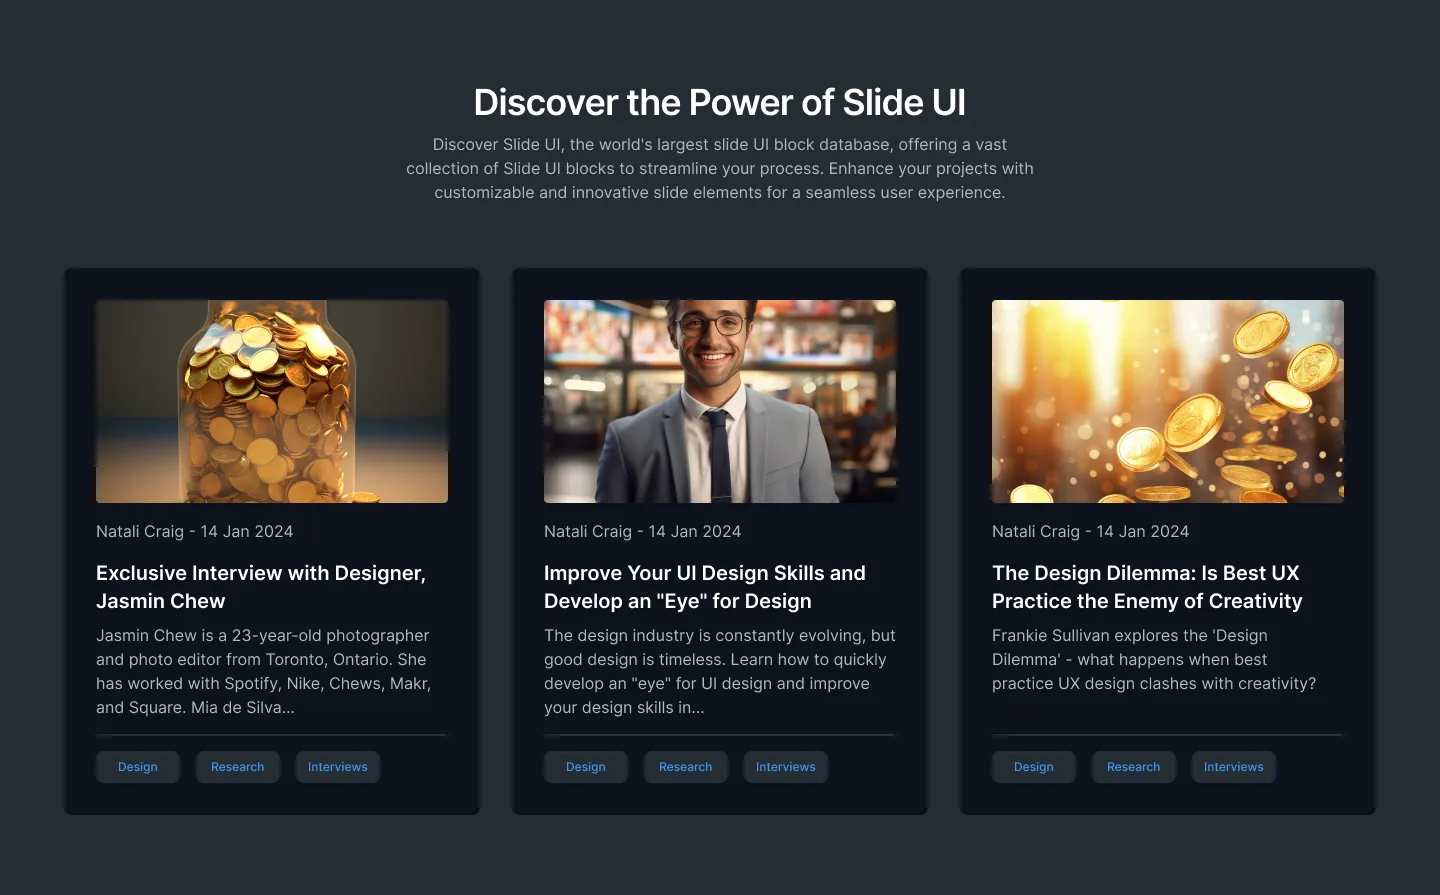 Discover the Power of Slide UI
Discover Slide UI, the world's largest slide UI block database, offering a vast
collection of Slide UI blocks to streamline your process. Enhance your projects with
customizable and innovative slide elements for a seamless user experience.
Natali Craig - 14 Jan 2024
Exclusive Interview with Designer,
Jasmin Chew
Jasmin Chew is a 23-year-old photographer
and photo editor from Toronto, Ontario. She
has worked with Spotify, Nike, Chews, Makr,
and Square. Mia de Silva...
Design
Research
Interviews
Natali Craig - 14 Jan 2024
Improve Your UI Design Skills and
Develop an "Eye" for Design
The design industry is constantly evolving, but
good design is timeless. Learn how to quickly
develop an "eye" for UI design and improve
your design skills in...
Design
Research
Interviews
Natali Craig - 14 Jan 2024
The Design Dilemma: Is Best UX
Practice the Enemy of Creativity
Frankie Sullivan explores the 'Design
Dilemma' - what happens when best
practice UX design clashes with creativity?
Design
Research
Interviews